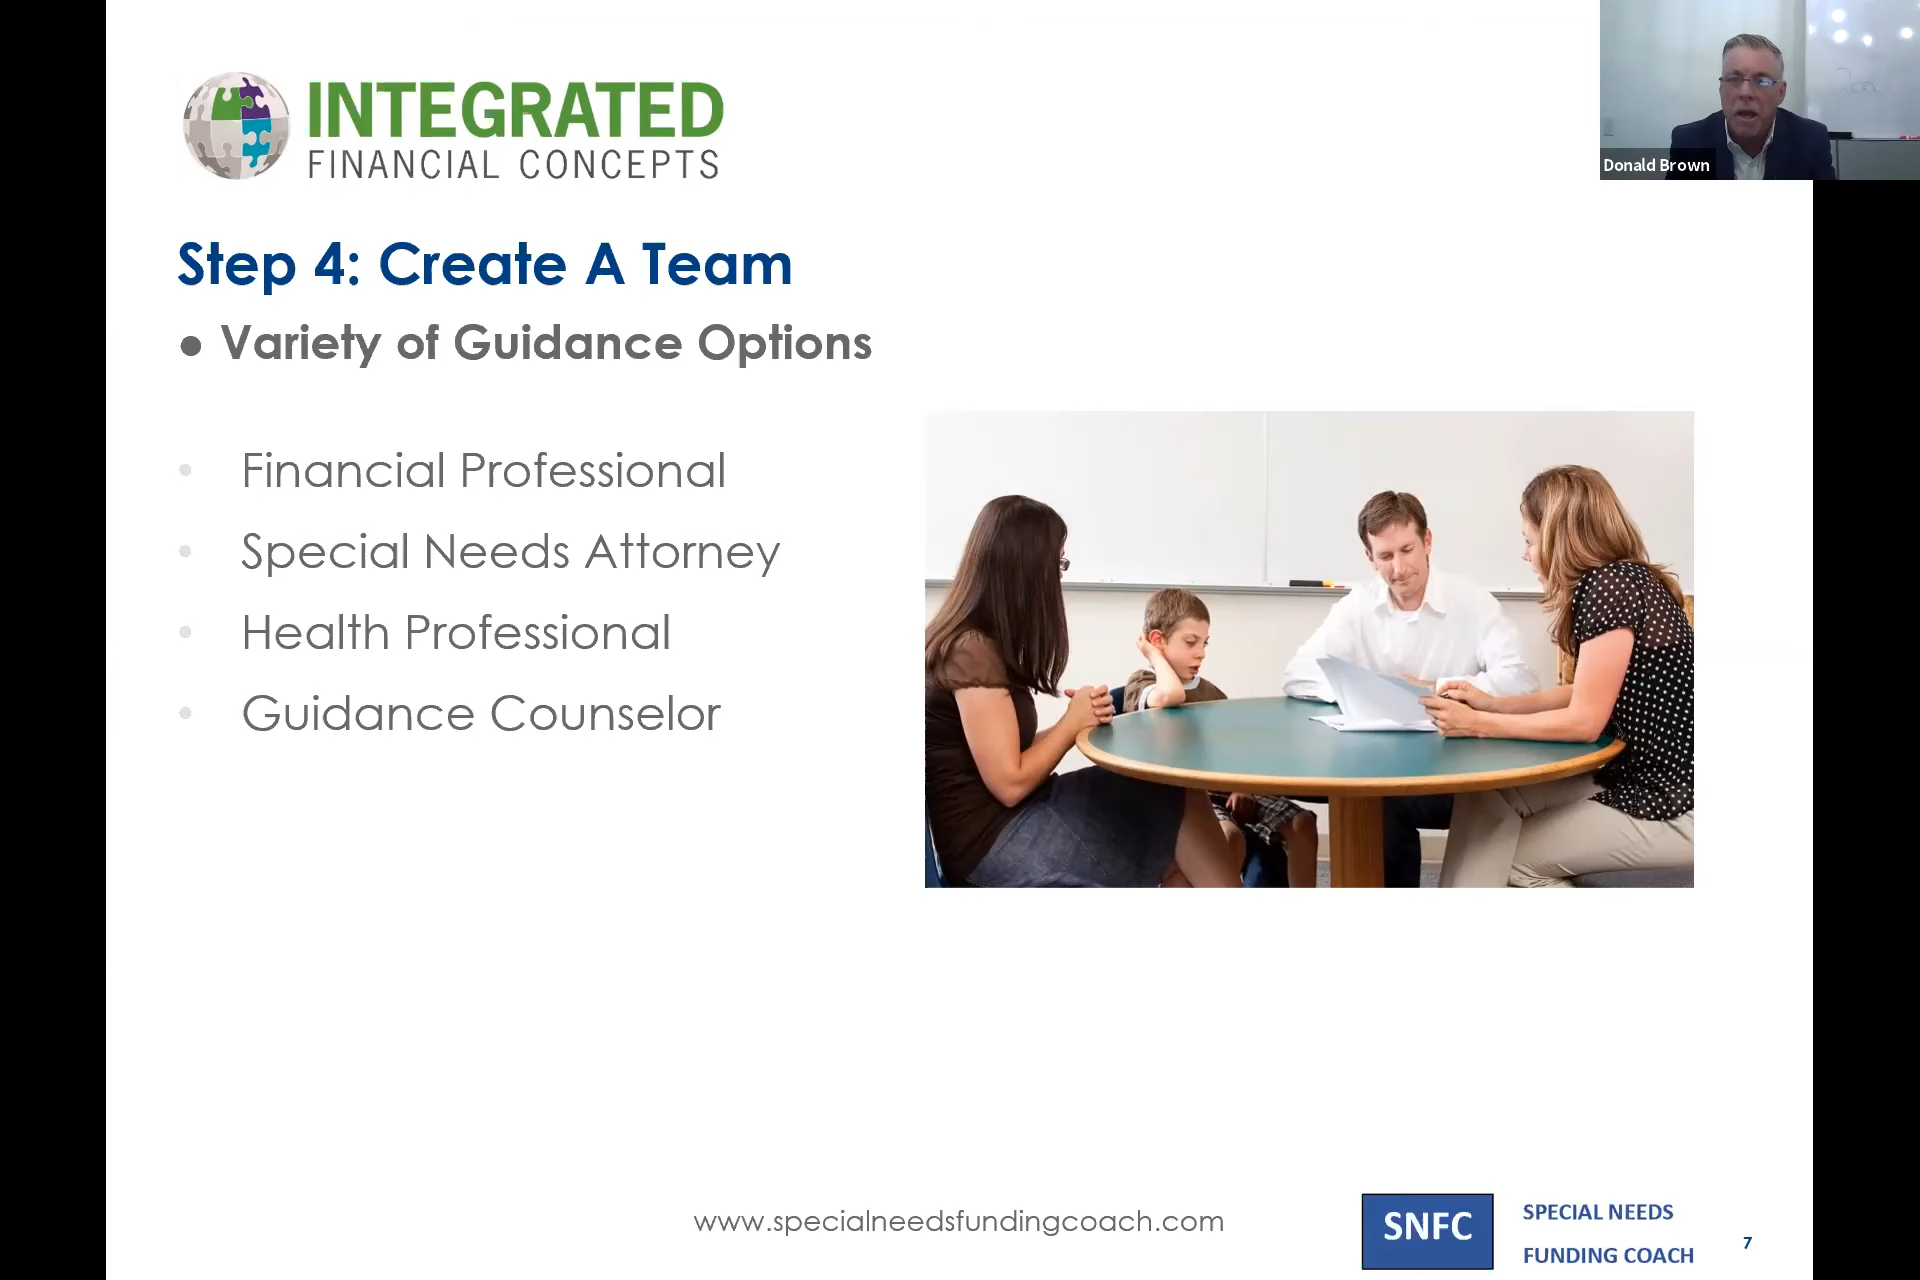 INTEGRATED
FINANCIAL CONCEPTS
Donald Brown
Step 4: Create A Team
● Variety of Guidance Options
• Financial Professional
• Special Needs Attorney
• Health Professional
• Guidance Counselor
www.specialneedsfundingcoach.com
SNFC
SPECIAL NEEDS
FUNDING COACH
7